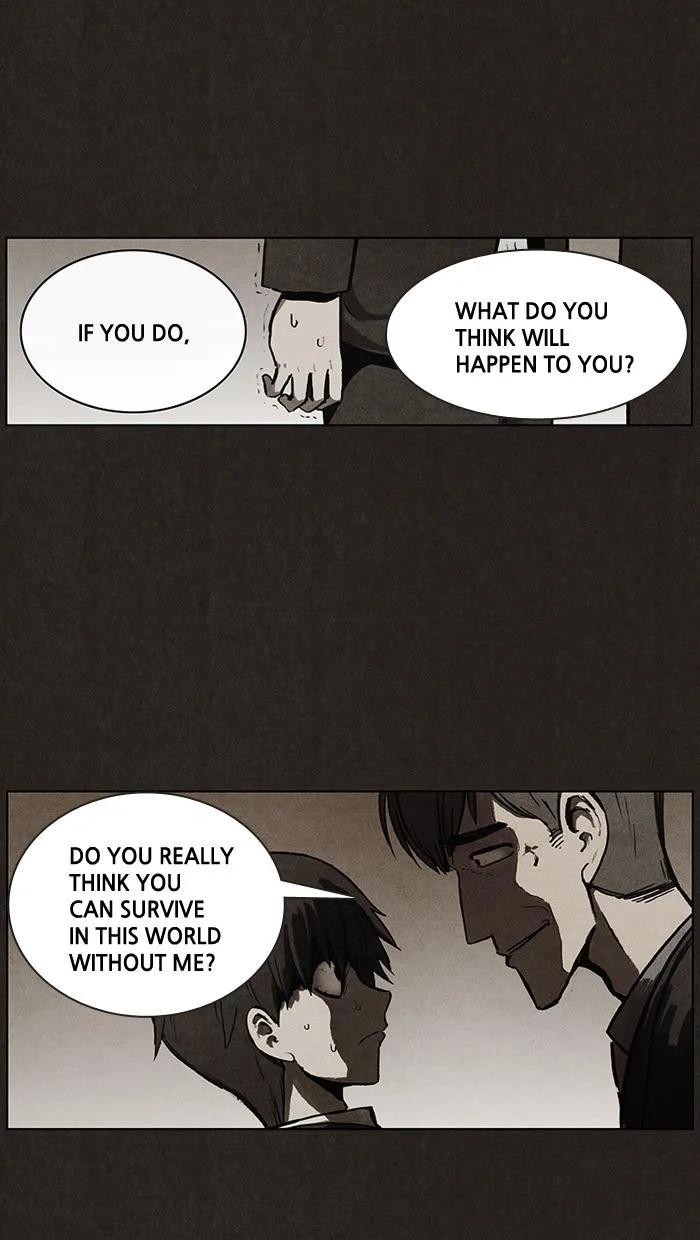 IF YOU DO,
WHAT DO YOU
THINK WILL
HAPPEN TO YOU?
DO YOU REALLY
THINK YOU
CAN SURVIVE
IN THIS WORLD
WITHOUT ME?